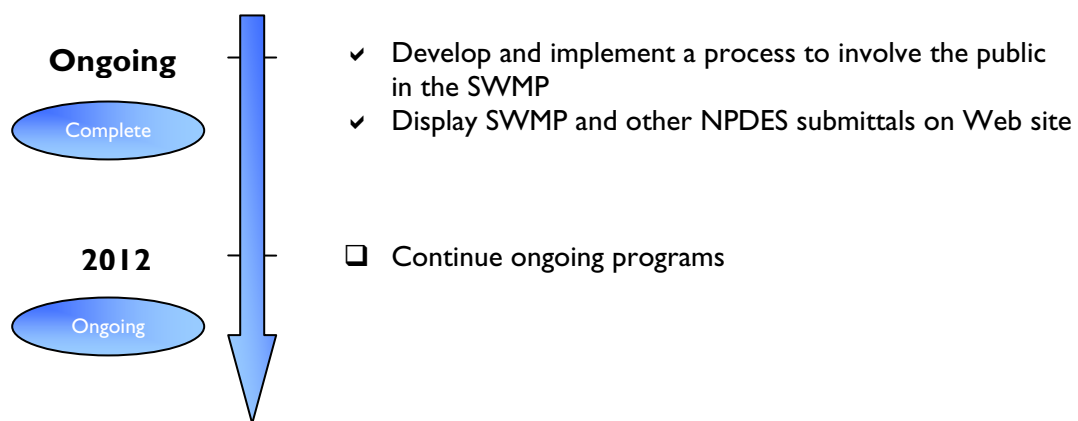 Ongoing
Complete
✓ Develop and implement a process to involve the public
in the SWMP
✓ Display SWMP and other NPDES submittals on Web site
2012
Ongoing
❑ Continue ongoing programs